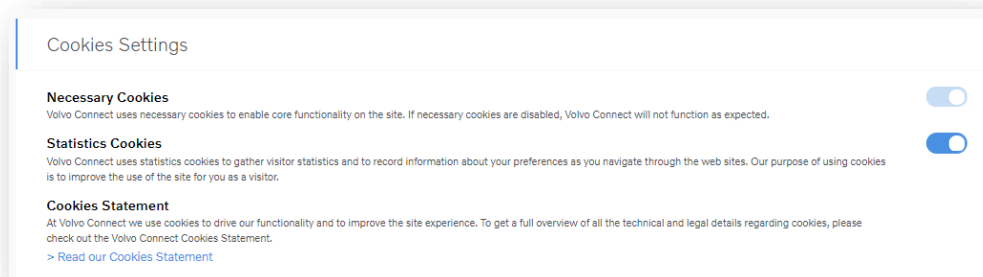 Cookies Settings
Necessary Cookies
Volvo Connect uses necessary cookies to enable core functionality on the site. If necessary cookies are disabled, Volvo Connect will not function as expected.
Statistics Cookies
Volvo Connect uses statistics cookies to gather visitor statistics and to record information about your preferences as you navigate through the web sites. Our purpose of using cookies
is to improve the use of the site for you as a visitor.
Cookies Statement
At Volvo Connect we use cookies to drive our functionality and to improve the site experience. To get a full overview of all the technical and legal details regarding cookies, please
check out the Volvo Connect Cookies Statement.
> Read our Cookies Statement